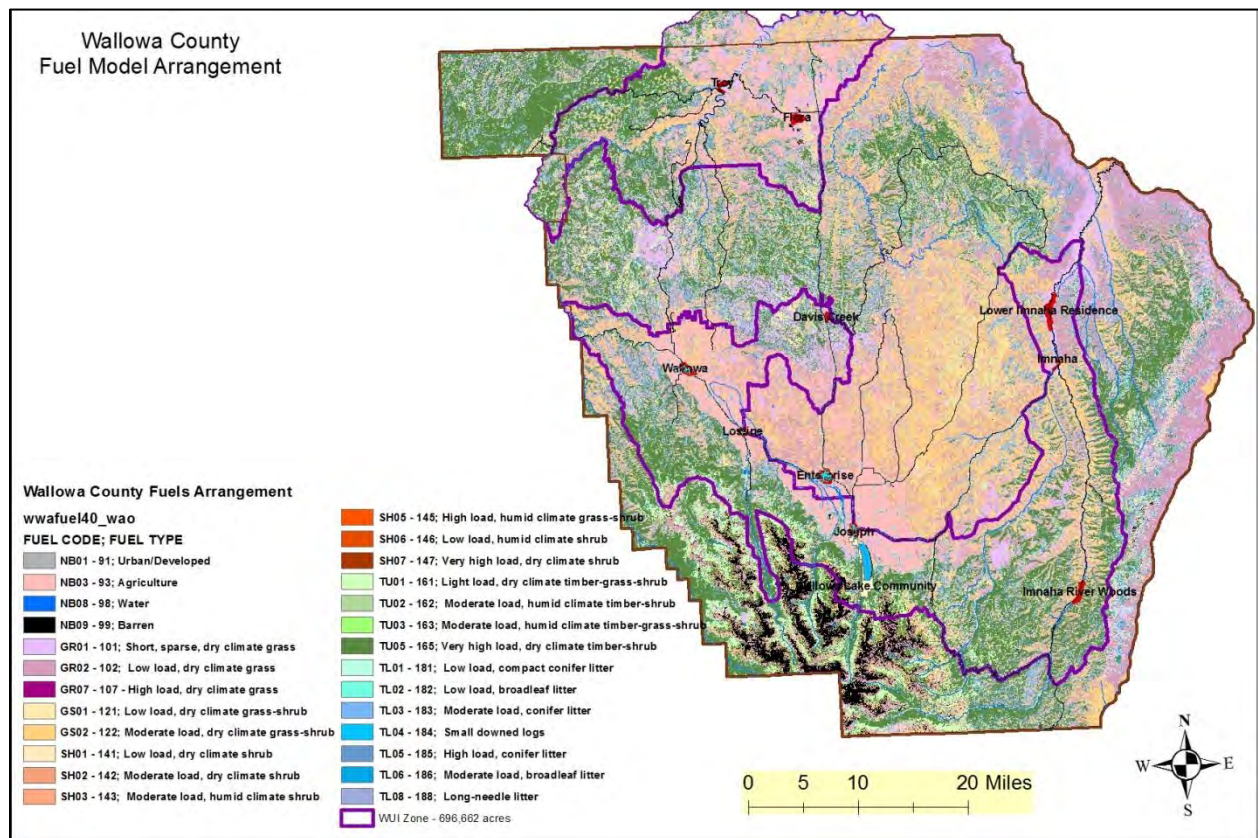 Wallowa County
Fuel Model Arrangement
Troy
Flora
Davis Creek
Lower Imnaha Residence
Imnaha
Wallowa
Lostine
Enterprise
Joseph
Wallowa Lake Community
Imnaha River Woods
Wallowa County Fuels Arrangement
wwafuel40_wao
FUEL CODE; FUEL TYPE
NB01 - 91; Urban/Developed
NB03 - 93; Agriculture
NB08 - 98; Water
NB09 - 99; Barren
GR01 - 101; Short, sparse, dry climate grass
GR02 - 102; Low load, dry climate grass
GR07 - 107 - High load, dry climate grass
GS01 - 121; Low load, dry climate grass-shrub
GS02 - 122; Moderate load, dry climate grass-shrub
SH01 - 141; Low load, dry climate shrub
SH02 - 142; Moderate load, dry climate shrub
SH03 - 143; Moderate load, humid climate shrub
SH05 - 145; High load, humid climate grass-shrub
SH06 - 146; Low load, humid climate shrub
SH07 - 147; Very high load, dry climate shrub
TU01 - 161; Light load, dry climate timber-grass-shrub
TU02 - 162; Moderate load, humid climate timber-shrub
TU03 - 163; Moderate load, humid climate timber-grass-shrub
TU05 - 165; Very high load, dry climate timber-shrub
TL01 - 181; Low load, compact conifer litter
TL02 - 182; Low load, broadleaf litter
TL03 - 183; Moderate load, conifer litter
TL04 - 184; Small downed logs
TL05 - 185; High load, conifer litter
TL06 - 186; Moderate load, broadleaf litter
TL08 - 188; Long-needle litter
WUI Zone - 696,662 acres
0 5 10 20 Miles
N
W E
S